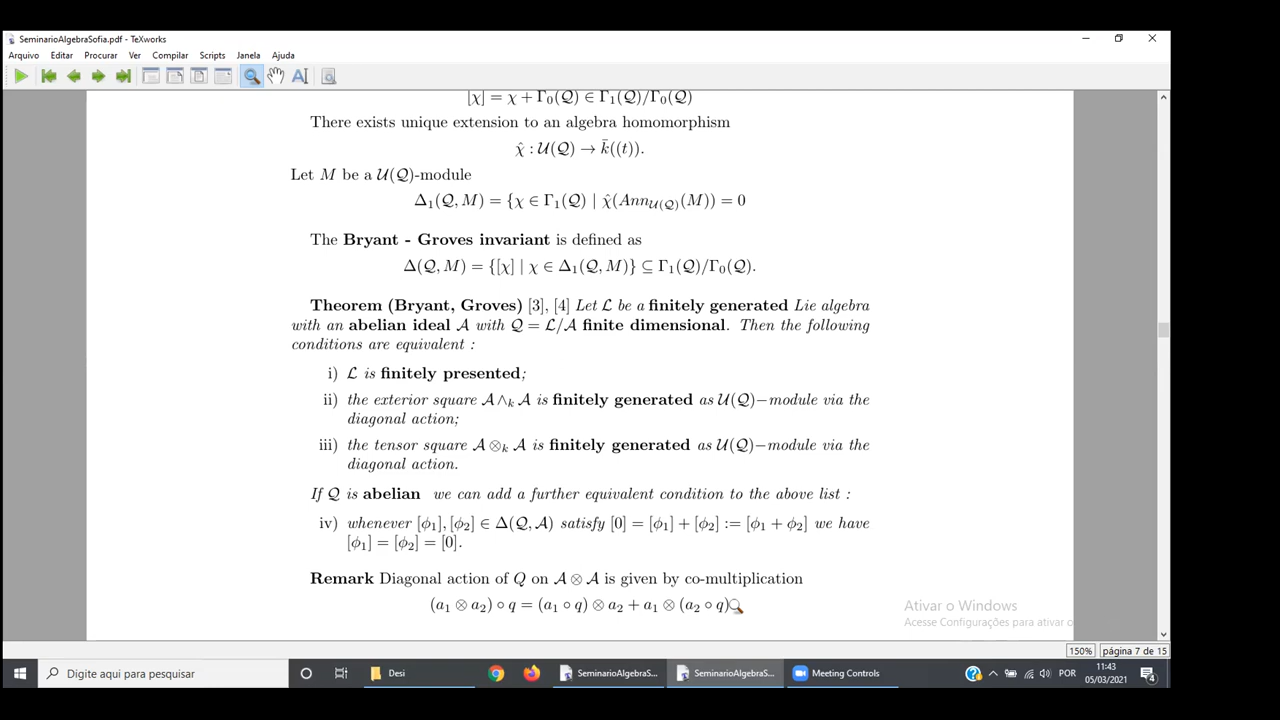 SeminarioAlgebraSofia.pdf - TeXworks
Arquivo Editar Procurar Ver Compilar Scripts Janela Ajuda
[χ] = χ + Γ₀(𝒬) ∈ Γ₁(𝒬)/Γ₀(𝒬)
There exists unique extension to an algebra homomorphism
χ̂ : 𝒰(𝒬) → k̄((t)).
Let M be a 𝒰(𝒬)-module
Δ₁(𝒬, M) = {χ ∈ Γ₁(𝒬) | χ̂(Ann_{𝒰(𝒬)}(M)) = 0
The Bryant - Groves invariant is defined as
Δ(𝒬, M) = {[χ] | χ ∈ Δ₁(𝒬, M)} ⊆ Γ₁(𝒬)/Γ₀(𝒬).
Theorem (Bryant, Groves) [3], [4] Let ℒ be a finitely generated Lie algebra
with an abelian ideal 𝒜 with 𝒬 = ℒ/𝒜 finite dimensional. Then the following
conditions are equivalent :
i) ℒ is finitely presented;
ii) the exterior square 𝒜 ∧ₖ 𝒜 is finitely generated as 𝒰(𝒬)−module via the
diagonal action;
iii) the tensor square 𝒜 ⊗ₖ 𝒜 is finitely generated as 𝒰(𝒬)−module via the
diagonal action.
If 𝒬 is abelian we can add a further equivalent condition to the above list :
iv) whenever [ϕ₁], [ϕ₂] ∈ Δ(𝒬, 𝒜) satisfy [0] = [ϕ₁] + [ϕ₂] := [ϕ₁ + ϕ₂] we have
[ϕ₁] = [ϕ₂] = [0].
Remark Diagonal action of Q on 𝒜 ⊗ 𝒜 is given by co-multiplication
(a₁ ⊗ a₂) ∘ q = (a₁ ∘ q) ⊗ a₂ + a₁ ⊗ (a₂ ∘ q)
Ativar o Windows
Acesse Configurações para ativar o
150% página 7 de 15
Digite aqui para pesquisar Desi SeminarioAlgebraS... SeminarioAlgebraS... Meeting Controls POR 11:43
05/03/2021 4